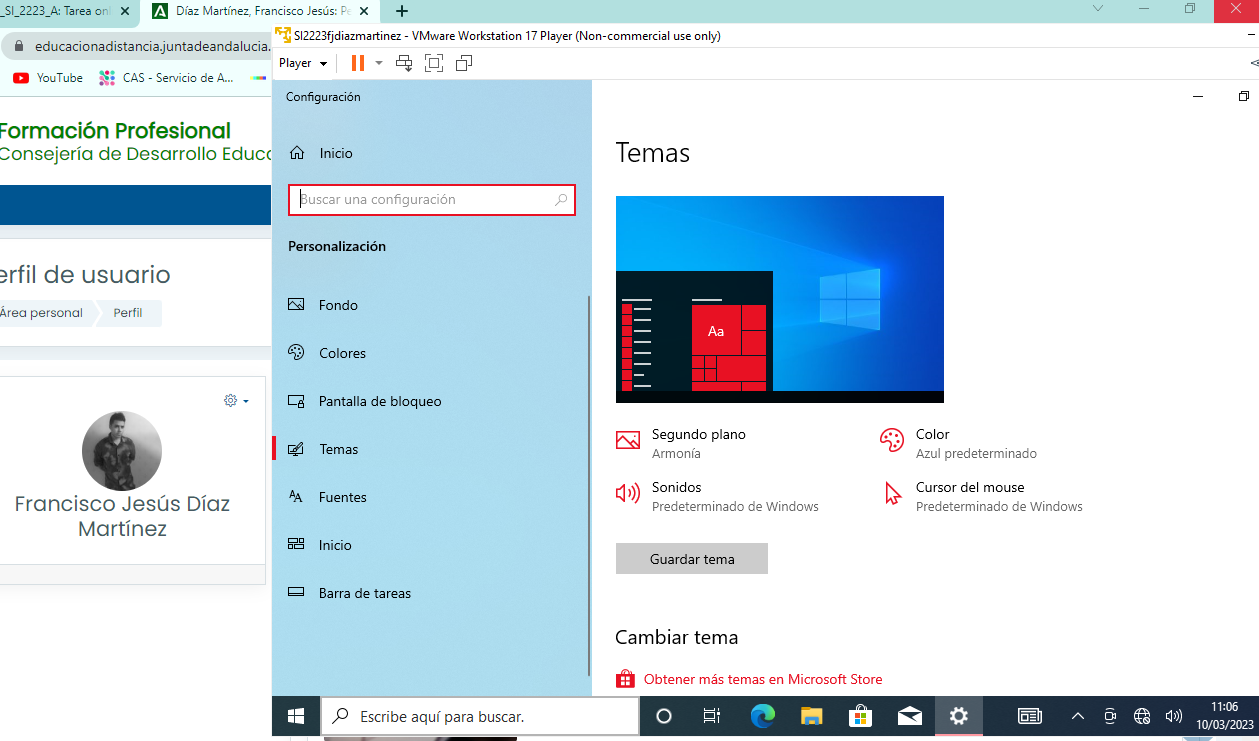 _SI_2223_A: Tarea onl
Díaz Martínez, Francisco Jesús: Pe
educacionadistancia.juntadeandalucia.
YouTube
CAS - Servicio de A...
Formación Profesional
Consejería de Desarrollo Educa
erfil de usuario
Área personal
Perfil
Francisco Jesús Díaz
Martínez
SI2223fjdiazmartinez - VMware Workstation 17 Player (Non-commercial use only)
Player
Configuración
Inicio
Buscar una configuración
Personalización
Fondo
Colores
Pantalla de bloqueo
Temas
Fuentes
Inicio
Barra de tareas
Temas
Aa
Segundo plano
Armonía
Color
Azul predeterminado
Sonidos
Predeterminado de Windows
Cursor del mouse
Predeterminado de Windows
Guardar tema
Cambiar tema
Obtener más temas en Microsoft Store
Escribe aquí para buscar.
11:06
10/03/2023